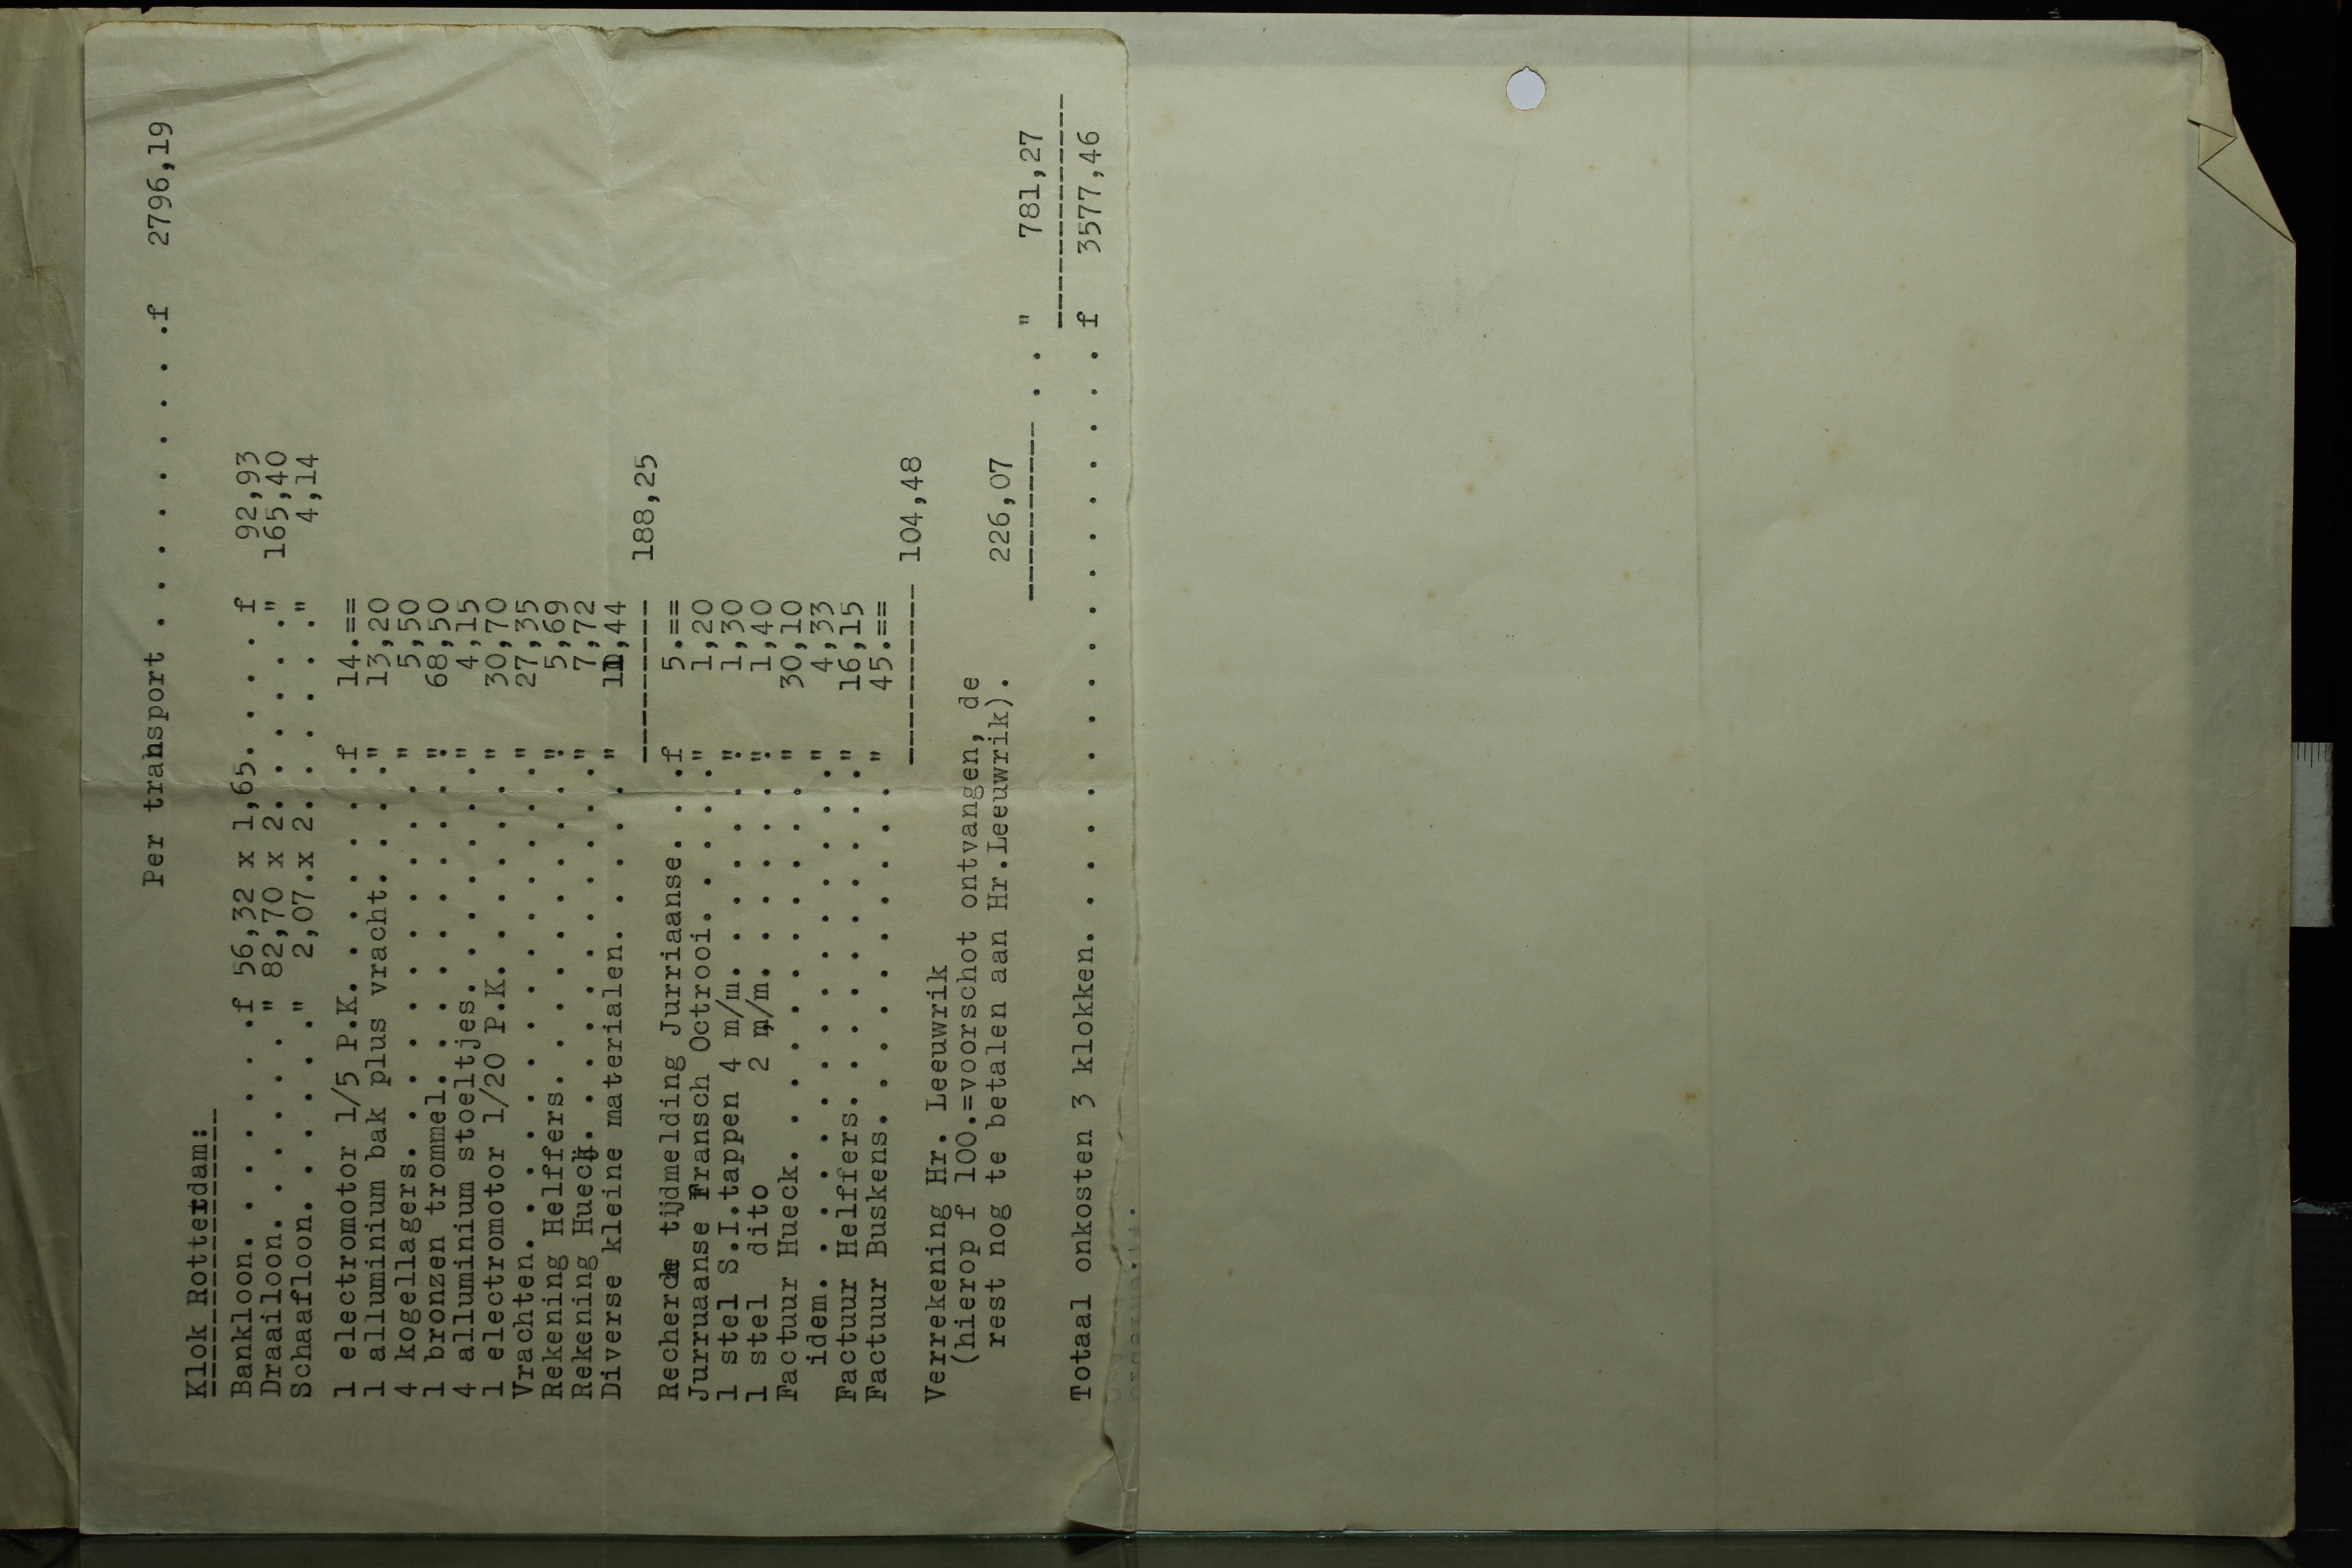 Per transport . . . . . . . . . .f 2796,19
Klok Rotterdam:
Bankloon. . . . . . . .f 56,32 x 1,65. . . . . f 92,93
Draailoon. . . . . . . " 82,70 x 2. . . . . . ." 165,40
Schaafloon. . . . . . ." 2,07.x 2. . . . . . ." 4,14
1 electromotor 1/5 P.K. . . . . . . .f 14.==
1 alluminium bak plus vracht. . . . ." 13,20
4 kogellagers. . . . . . . . . . . . " 5,50
1 bronzen trommel. . . . . . . . . . ." 68,50
4 alluminium stoeltjes. . . . . . . ." 4,15
1 electromotor 1/20 P.K. . . . . . . " 30,70
Vrachten. . . . . . . . . . . . . . ." 27,35
Rekening Helffers. . . . . . . . . . ." 5,69
Rekening Hueck. . . . . . . . . . . ." 7,72
Diverse kleine materialen. . . . . . " 11,44
----------- 188,25
Recherche tijdmelding Jurriaanse. . .f 5.==
Jurruaanse Fransch Octrooi. . . . . ." 1,20
1 stel S.I.tappen 4 m/m. . . . . . . ." 1,30
1 stel dito 2 m/m. . . . . . . ." 1,40
Factuur Hueck. . . . . . . . . . . . " 30,10
idem. . . . . . . . . . . . . . ." 4,33
Factuur Helffers. . . . . . . . . . ." 16,15
Factuur Buskens. . . . . . . . . . . " 45.==
------------ 104,48
Verrekening Hr. Leeuwrik
(hierop f 100.=voorschot ontvangen, de
rest nog te betalen aan Hr.Leeuwrik). 226,07
------------ . . " 781,27
----------------
Totaal onkosten 3 klokken. . . . . . . . . . . . . . . . . f 3577,46